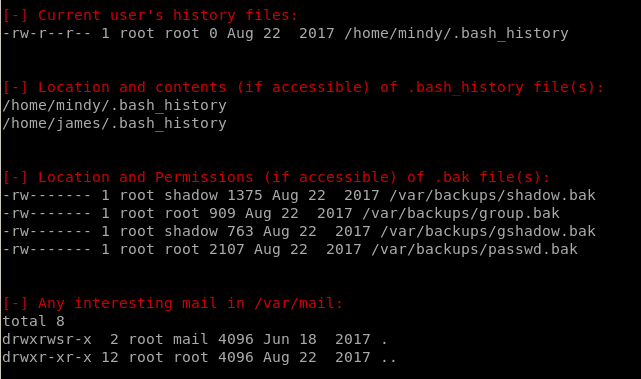 [-] Current user's history files:
-rw-r--r-- 1 root root 0 Aug 22  2017 /home/mindy/.bash_history
[-] Location and contents (if accessible) of .bash_history file(s):
/home/mindy/.bash_history
/home/james/.bash_history
[-] Location and Permissions (if accessible) of .bak file(s):
-rw------- 1 root shadow 1375 Aug 22  2017 /var/backups/shadow.bak
-rw------- 1 root root 909 Aug 22  2017 /var/backups/group.bak
-rw------- 1 root shadow 763 Aug 22  2017 /var/backups/gshadow.bak
-rw------- 1 root root 2107 Aug 22  2017 /var/backups/passwd.bak
[-] Any interesting mail in /var/mail:
total 8
drwxrwsr-x  2 root mail 4096 Jun 18  2017 .
drwxr-xr-x 12 root root 4096 Aug 22  2017 ..